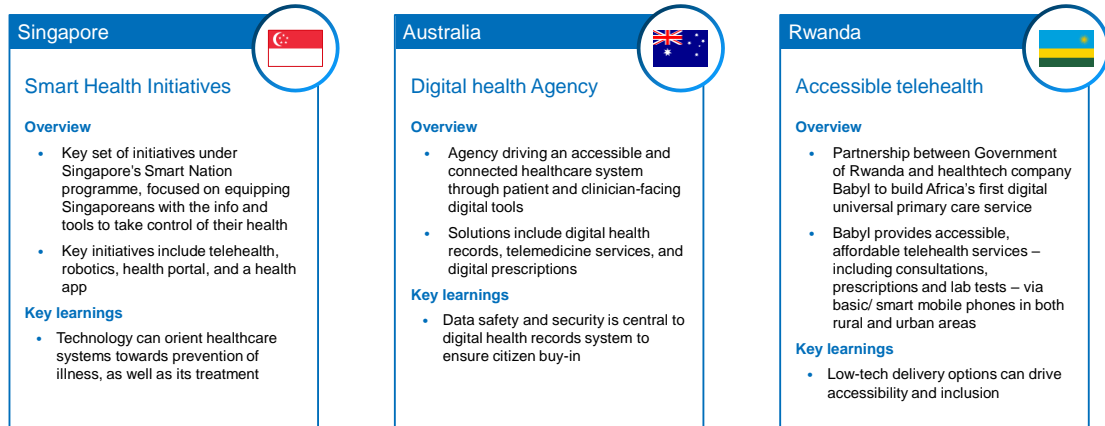 Singapore
Smart Health Initiatives
Overview
• Key set of initiatives under
Singapore's Smart Nation
programme, focused on equipping
Singaporeans with the info and
tools to take control of their health
• Key initiatives include telehealth,
robotics, health portal, and a health
app
Key learnings
• Technology can orient healthcare
systems towards prevention of
illness, as well as its treatment
Australia
Digital health Agency
Overview
• Agency driving an accessible and
connected healthcare system
through patient and clinician-facing
digital tools
• Solutions include digital health
records, telemedicine services, and
digital prescriptions
Key learnings
• Data safety and security is central to
digital health records system to
ensure citizen buy-in
Rwanda
Accessible telehealth
Overview
• Partnership between Government
of Rwanda and healthtech company
Babyl to build Africa's first digital
universal primary care service
• Babyl provides accessible,
affordable telehealth services –
including consultations,
prescriptions and lab tests – via
basic/ smart mobile phones in both
rural and urban areas
Key learnings
• Low-tech delivery options can drive
accessibility and inclusion